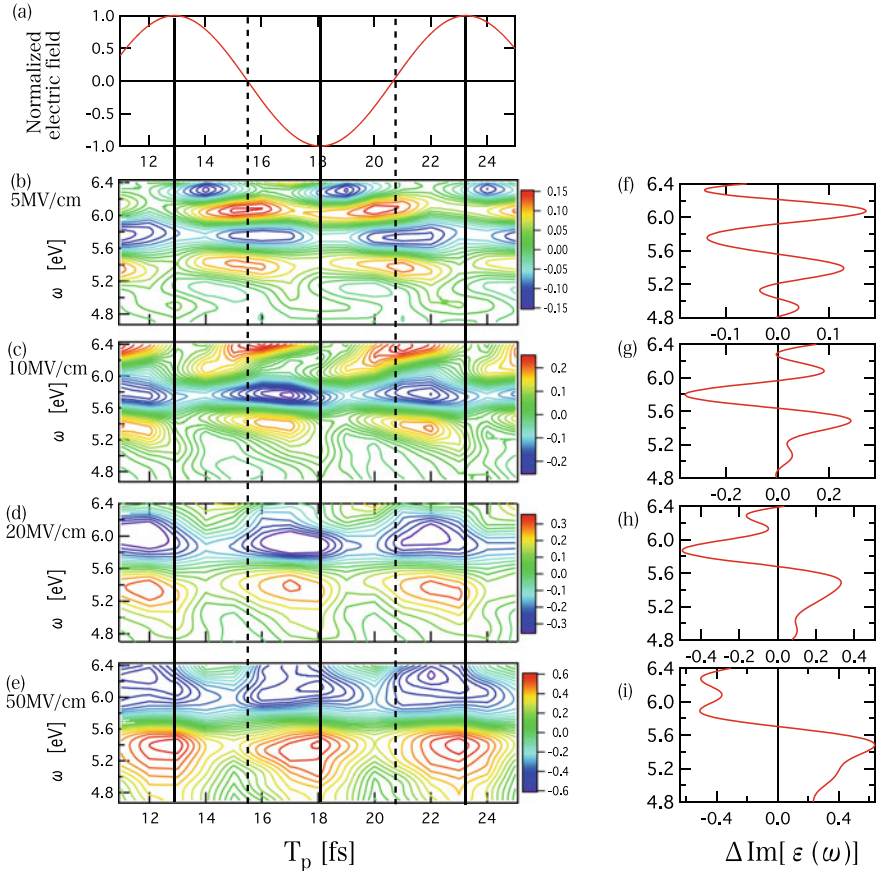 (a)
Normalized
electric field
1.0
0.5
0.0
-0.5
-1.0
12 14 16 18 20 22 24
(b)
5MV/cm
ω [eV]
6.4
6.0
5.6
5.2
4.8
0.15
0.10
0.05
0.00
-0.05
-0.10
-0.15
(f)
6.4
6.0
5.6
5.2
4.8
-0.1 0.0 0.1
(c)
10MV/cm
ω [eV]
6.4
6.0
5.6
5.2
4.8
0.2
0.1
0.0
-0.1
-0.2
(g)
6.4
6.0
5.6
5.2
4.8
-0.2 0.0 0.2
(d)
20MV/cm
ω [eV]
6.4
6.0
5.6
5.2
4.8
0.3
0.2
0.1
0.0
-0.1
-0.2
-0.3
(h)
6.4
6.0
5.6
5.2
4.8
-0.4 -0.2 0.0 0.2 0.4
(e)
50MV/cm
ω [eV]
6.4
6.0
5.6
5.2
4.8
0.6
0.4
0.2
0.0
-0.2
-0.4
-0.6
12 14 16 18 20 22 24
Tp [fs]
(i)
6.4
6.0
5.6
5.2
4.8
-0.4 0.0 0.4
Δ Im[ ε (ω)]